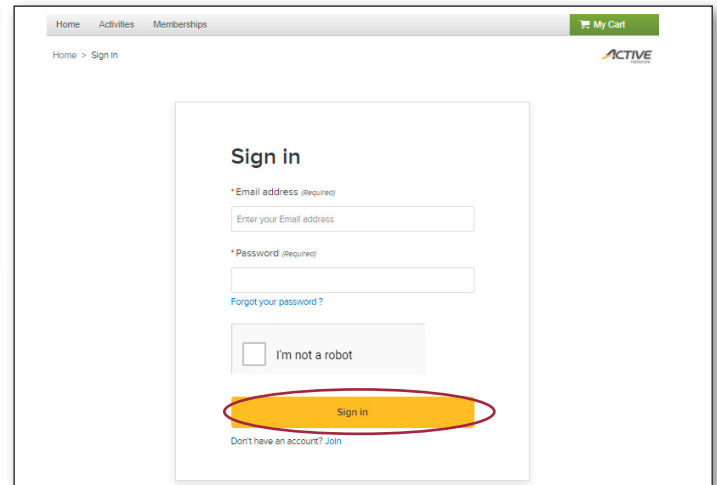 Home Activities Memberships My Cart
Home > Sign In
ACTIVE
network
Sign in
*Email address (Required)
Enter your Email address
*Password (Required)
Forgot your password ?
I'm not a robot
Sign in
Don't have an account? Join